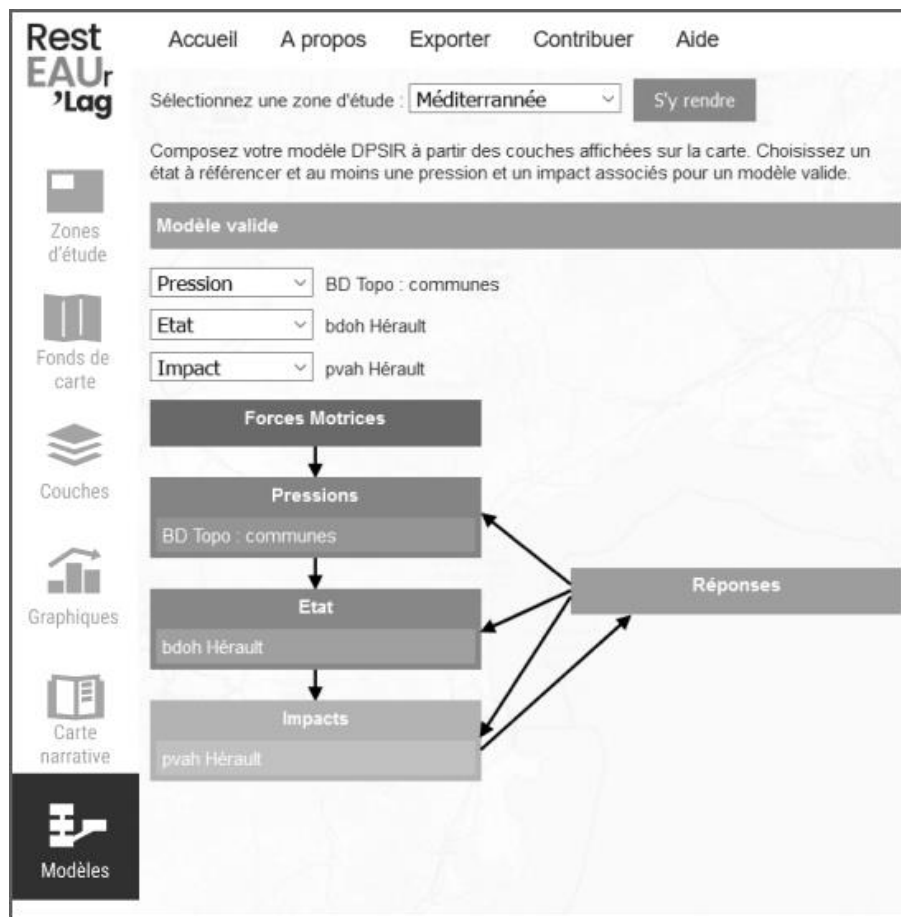 Rest
EAUr
’Lag
Accueil A propos Exporter Contribuer Aide
Sélectionnez une zone d'étude : Méditerrannée S'y rendre
Composez votre modèle DPSIR à partir des couches affichées sur la carte. Choisissez un
état à référencer et au moins une pression et un impact associés pour un modèle valide.
Zones
d'étude
Fonds de
carte
Couches
Graphiques
Carte
narrative
Modèles
Modèle valide
Pression BD Topo : communes
Etat bdoh Hérault
Impact pvah Hérault
Forces Motrices
Pressions
BD Topo : communes
Etat
bdoh Hérault
Impacts
pvah Hérault
Réponses